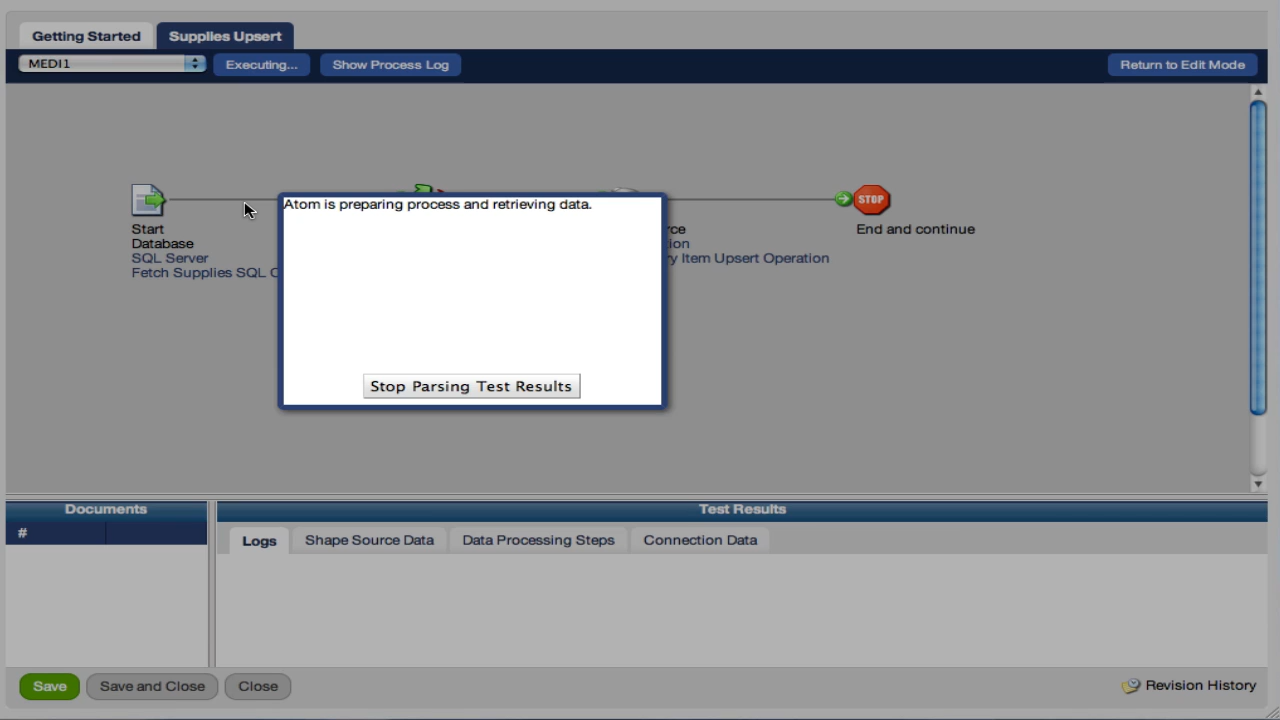 Getting Started
Supplies Upsert
MEDI1
Executing...
Show Process Log
Return to Edit Mode
Atom is preparing process and retrieving data.
STOP
Start
Database
SQL Server
Fetch Supplies SQL
End and continue
Item Upsert Operation
Stop Parsing Test Results
Documents
Test Results
#
Logs
Shape Source Data
Data Processing Steps
Connection Data
Save
Save and Close
Close
Revision History